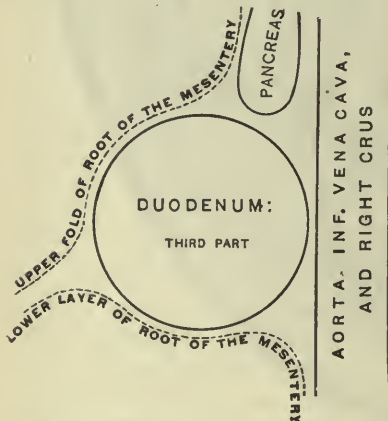 PANCREAS
UPPER FOLD OF ROOT OF THE MESENTERY
DUODENUM:
THIRD PART
LOWER LAYER OF ROOT OF THE MESENTERY
AORTA. INF. VENA CAVA,
AND RIGHT CRUS